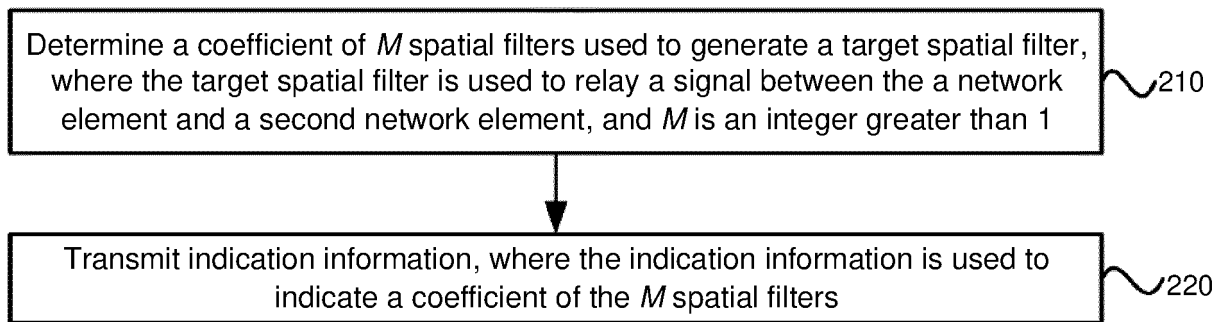 Determine a coefficient of M spatial filters used to generate a target spatial filter,
where the target spatial filter is used to relay a signal between the a network
element and a second network element, and M is an integer greater than 1
210
Transmit indication information, where the indication information is used to
indicate a coefficient of the M spatial filters
220